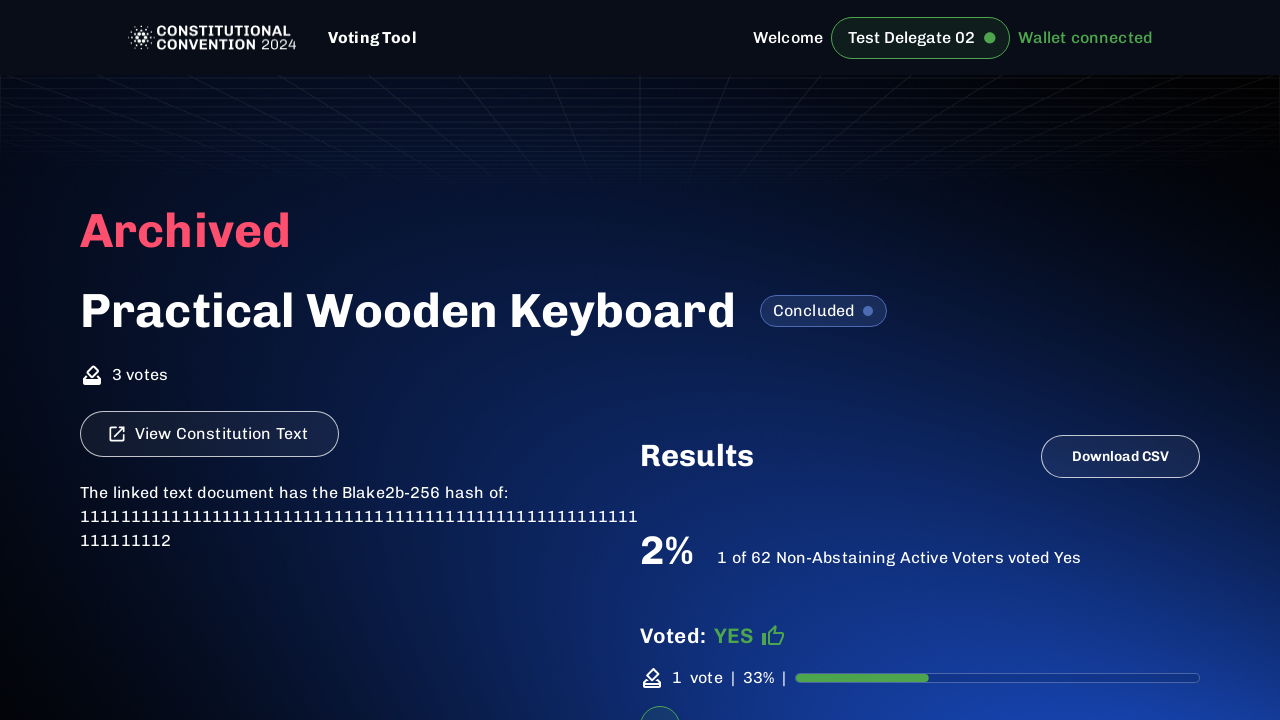 CONSTITUTIONAL
CONVENTION 2024
Voting Tool
Welcome
Test Delegate 02
Wallet connected
Archived
Practical Wooden Keyboard
Concluded
3 votes
View Constitution Text
The linked text document has the Blake2b-256 hash of:
1111111111111111111111111111111111111111111111111111111
111111112
Results
Download CSV
2%
1 of 62 Non-Abstaining Active Voters voted Yes
Voted: YES
1 vote | 33% |